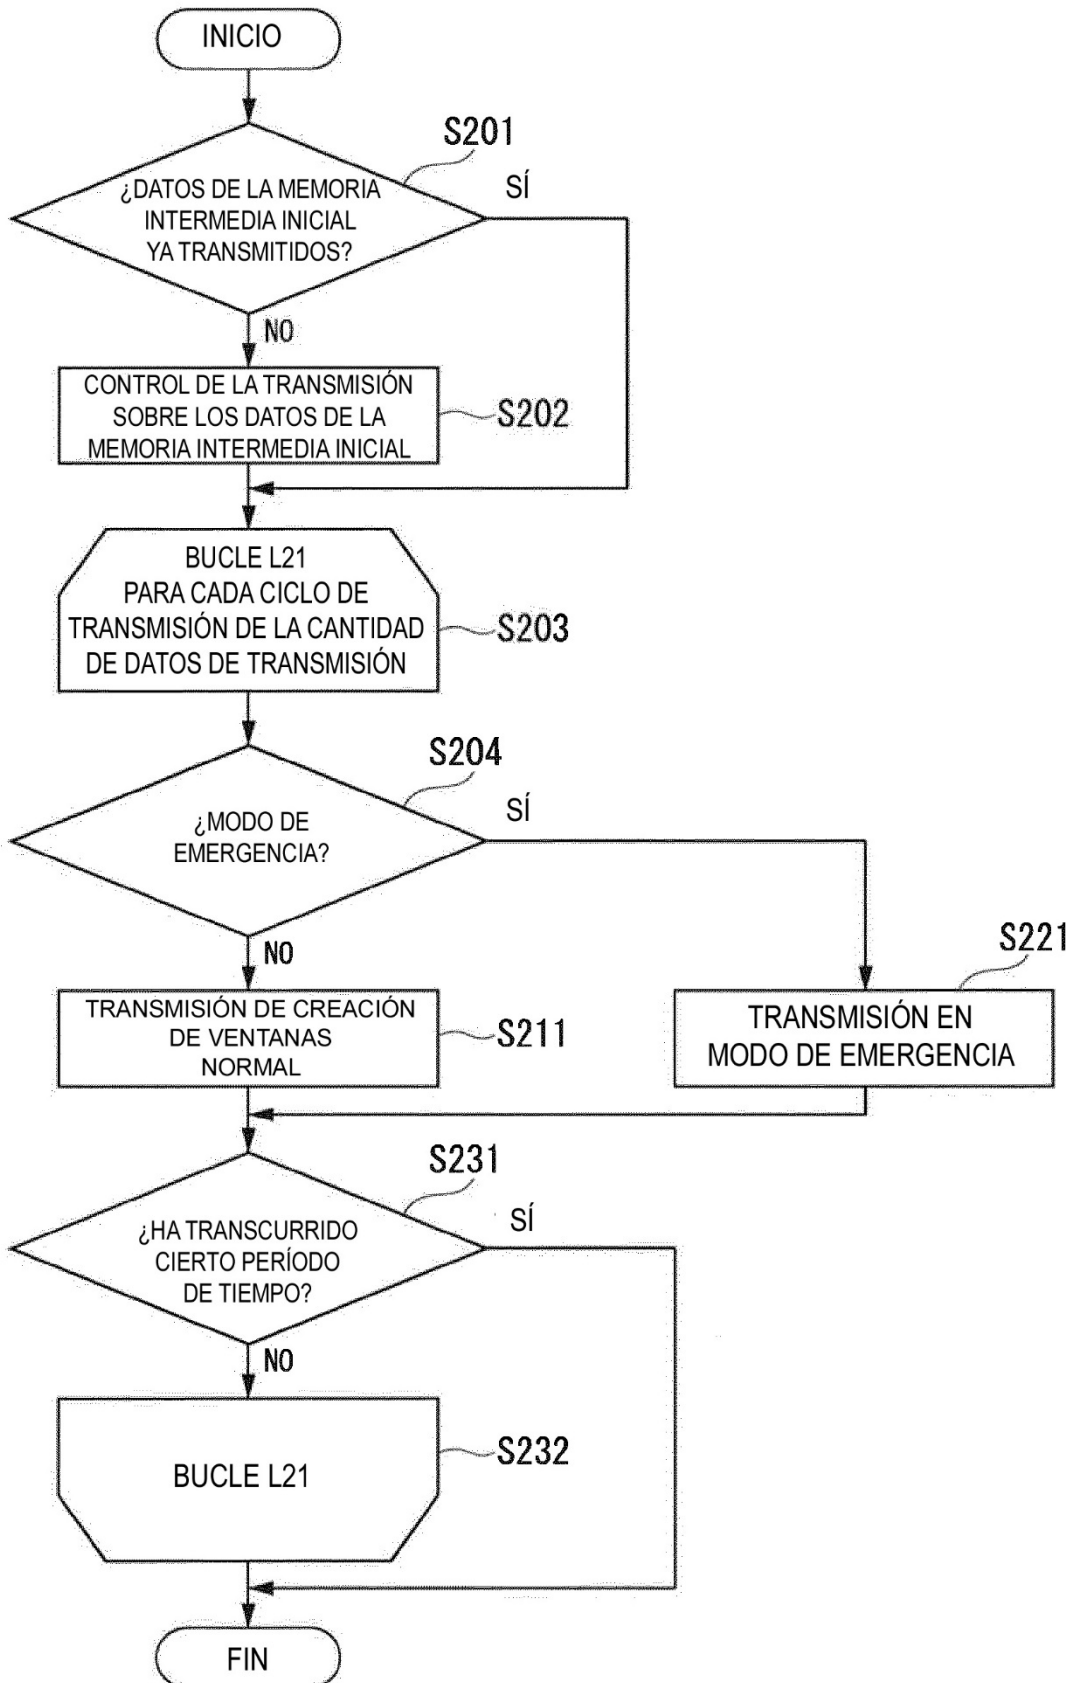 INICIO
S201
¿DATOS DE LA MEMORIA
INTERMEDIA INICIAL
YA TRANSMITIDOS?
SÍ
NO
CONTROL DE LA TRANSMISIÓN
SOBRE LOS DATOS DE LA
MEMORIA INTERMEDIA INICIAL
S202
BUCLE L21
PARA CADA CICLO DE
TRANSMISIÓN DE LA CANTIDAD
DE DATOS DE TRANSMISIÓN
S203
S204
¿MODO DE
EMERGENCIA?
SÍ
NO
S221
TRANSMISIÓN DE CREACIÓN
DE VENTANAS
NORMAL
S211
TRANSMISIÓN EN
MODO DE EMERGENCIA
S231
¿HA TRANSCURRIDO
CIERTO PERÍODO
DE TIEMPO?
SÍ
NO
BUCLE L21
S232
FIN